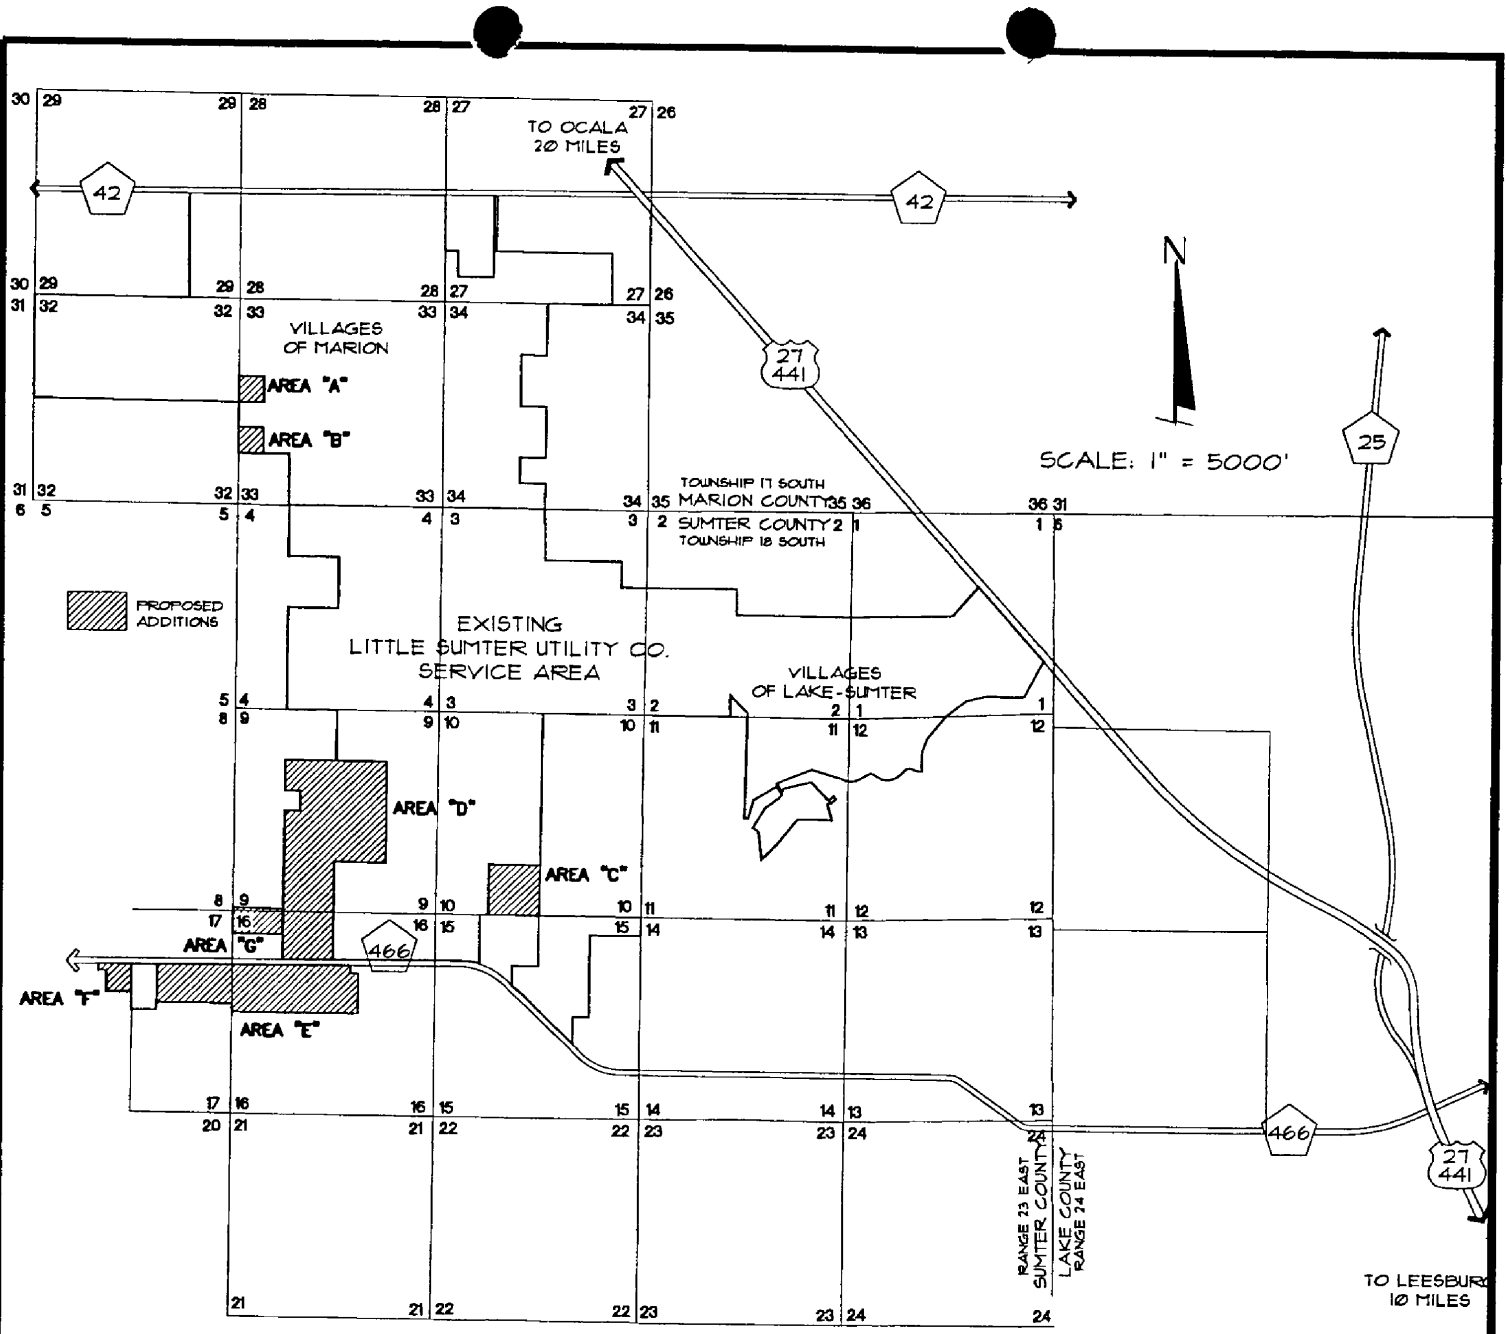 30 29 29 28 28 27 27 26
TO OCALA
20 MILES
42
42
N
30 29 29 28 28 27 27 26
31 32 32 33 33 34 34 35
VILLAGES
OF MARION
27
441
AREA "A"
AREA "B"
25
SCALE: 1" = 5000'
TOWNSHIP 17 SOUTH
31 32 32 33 33 34 34 35 MARION COUNTY 35 36 36 31
6 5 5 4 4 3 3 2 SUMTER COUNTY 2 1 1 6
TOWNSHIP 18 SOUTH
PROPOSED
ADDITIONS
EXISTING
LITTLE SUMTER UTILITY CO.
SERVICE AREA
VILLAGES
OF LAKE-SUMTER
5 4 4 3 3 2 2 1 1
8 9 9 10 10 11 11 12 12
AREA "D"
AREA "C"
8 9 9 10 10 11 11 12 12
17 16 16 15 15 14 14 13 13
AREA "G"
466
AREA "F"
AREA "E"
17 16 16 15 15 14 14 13 13
20 21 21 22 22 23 23 24 24
466
27
441
RANGE 23 EAST
SUMTER COUNTY
LAKE COUNTY
RANGE 24 EAST
TO LEESBURG
10 MILES
21 21 22 22 23 23 24 24